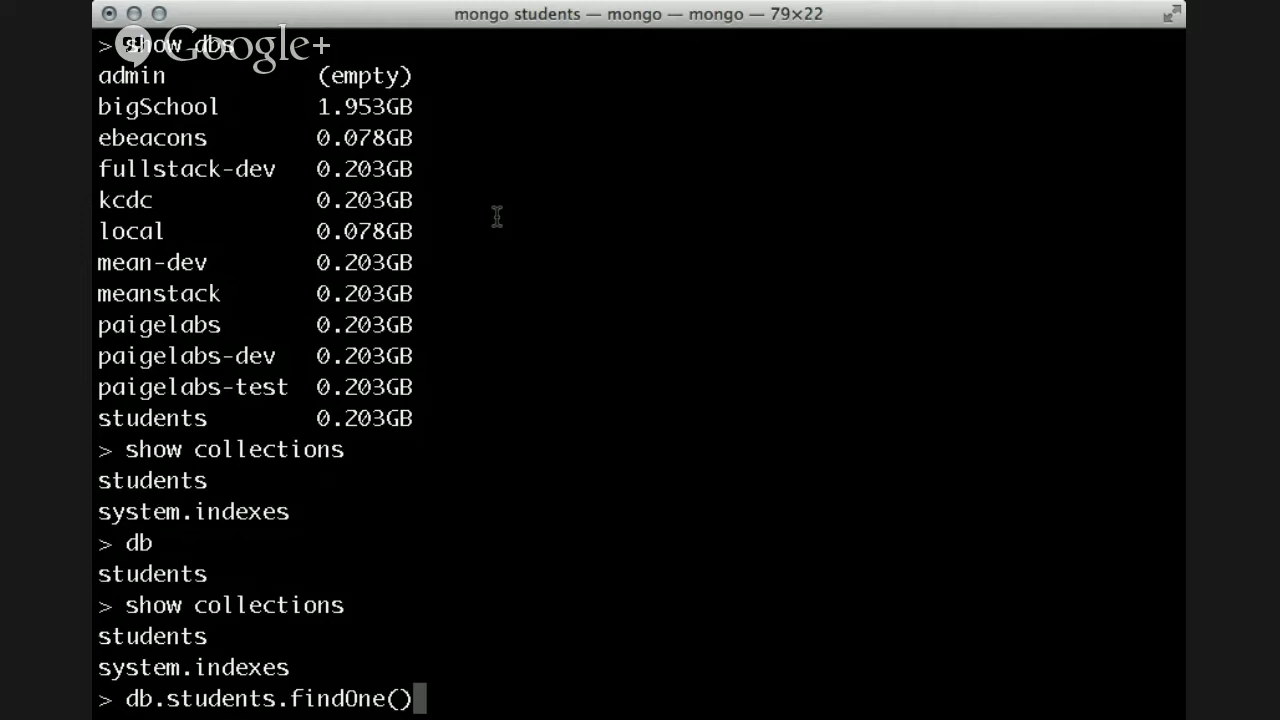 mongo students — mongo — mongo — 79×22
> show dbs
Google+
admin (empty)
bigSchool 1.953GB
ebeacons 0.078GB
fullstack-dev 0.203GB
kcdc 0.203GB
local 0.078GB
mean-dev 0.203GB
meanstack 0.203GB
paigelabs 0.203GB
paigelabs-dev 0.203GB
paigelabs-test 0.203GB
students 0.203GB
> show collections
students
system.indexes
> db
students
> show collections
students
system.indexes
> db.students.findOne()